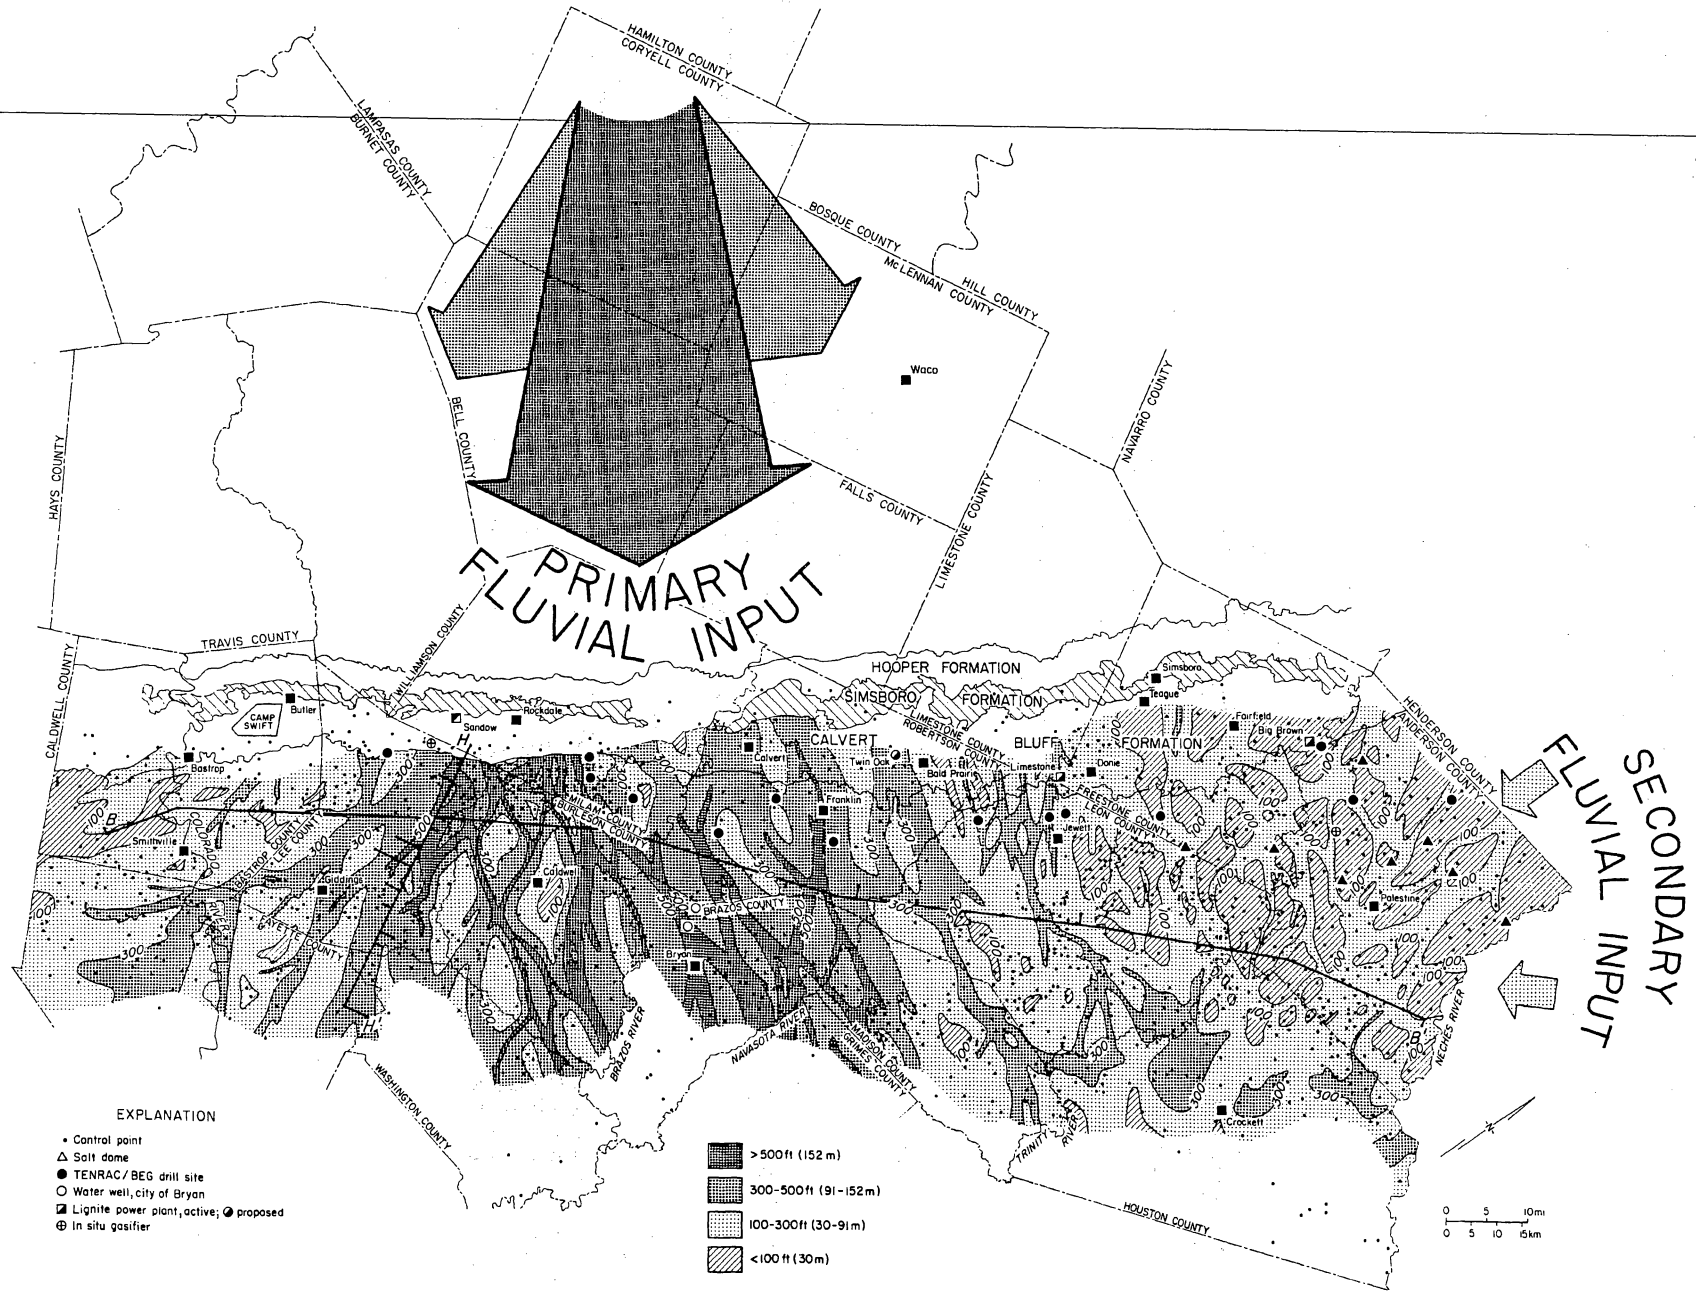 HAMILTON COUNTY
CORYELL COUNTY
LAMPASAS COUNTY
BURNET COUNTY
BOSQUE COUNTY
McLENNAN COUNTY
HILL COUNTY
Waco
NAVARRO COUNTY
BELL COUNTY
HAYS COUNTY
FALLS COUNTY
LIMESTONE COUNTY
PRIMARY
FLUVIAL INPUT
WILLIAMSON COUNTY
TRAVIS COUNTY
CALDWELL COUNTY
HOOPER FORMATION
SIMSBORO FORMATION
Simsboro
Teague
Butler
CAMP
SWIFT
Sandow
Rockdale
LIMESTONE COUNTY
ROBERTSON COUNTY
Fairfield
Big Brown
HENDERSON COUNTY
ANDERSON COUNTY
CALVERT BLUFF FORMATION
Calvert
Twin Oak
Bald Prairie
Limestone
Donie
Bastrop
H
SECONDARY
FLUVIAL INPUT
MILAM COUNTY
BURLESON COUNTY
Franklin
FREESTONE COUNTY
LEON COUNTY
Jewett
B
Smithville
COLORADO
RIVER
BASTROP COUNTY
LEE COUNTY
Giddings
FAYETTE COUNTY
Caldwell
BRAZOS COUNTY
Bryan
Palestine
100
300
500
H'
B'
BRAZOS RIVER
NAVASOTA RIVER
MADISON COUNTY
GRIMES COUNTY
NECHES RIVER
WASHINGTON COUNTY
TRINITY
RIVER
Crockett
HOUSTON COUNTY
N
EXPLANATION
Control point
Salt dome
TENRAC/BEG drill site
Water well, city of Bryan
Lignite power plant, active; proposed
In situ gasifier
>500ft (152m)
300-500ft (91-152m)
100-300ft (30-91m)
<100ft (30m)
0 5 10mi
0 5 10 15km